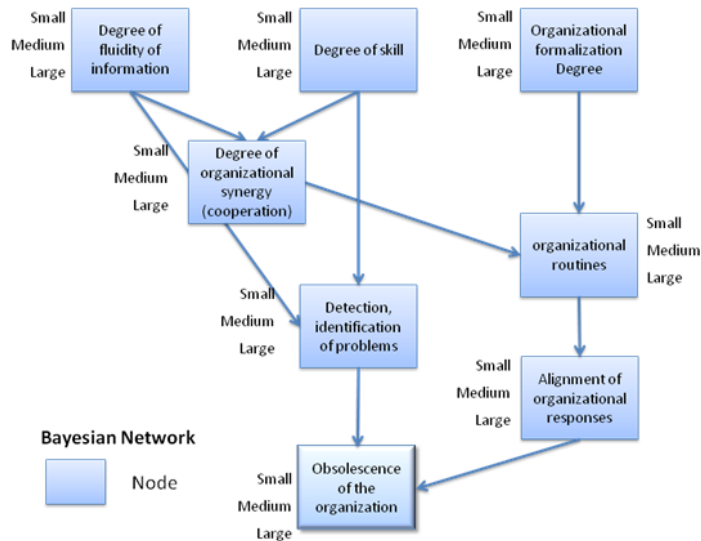 Small
Medium
Large
Degree of
fluidity of
information
Small
Medium
Large
Degree of skill
Small
Medium
Large
Organizational
formalization
Degree
Small
Medium
Large
Degree of
organizational
synergy
(cooperation)
organizational
routines
Small
Medium
Large
Small
Medium
Large
Detection,
identification
of problems
Small
Medium
Large
Alignment of
organizational
responses
Bayesian Network
Node
Small
Medium
Large
Obsolescence
of the
organization